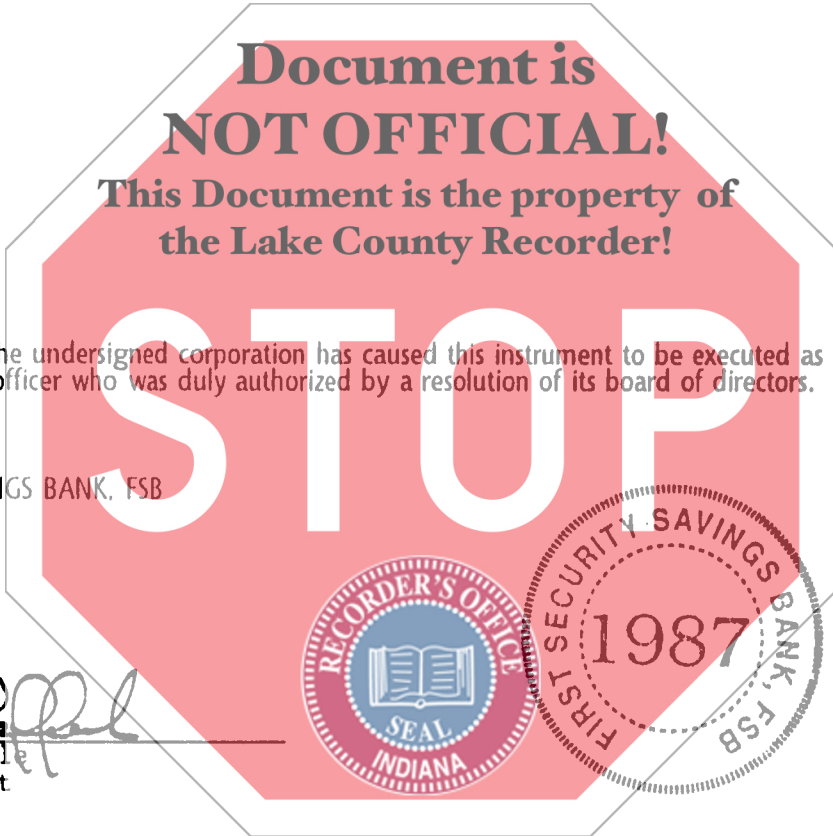 Document is
NOT OFFICIAL!
This Document is the property of
the Lake County Recorder!
STOP
he undersigned corporation has caused this instrument to be executed as
fficer who was duly authorized by a resolution of its board of directors.
GS BANK, FSB
RECORDER'S OFFICE
SEAL
INDIANA
FIRST SECURITY SAVINGS BANK, FSB
1987
e
t